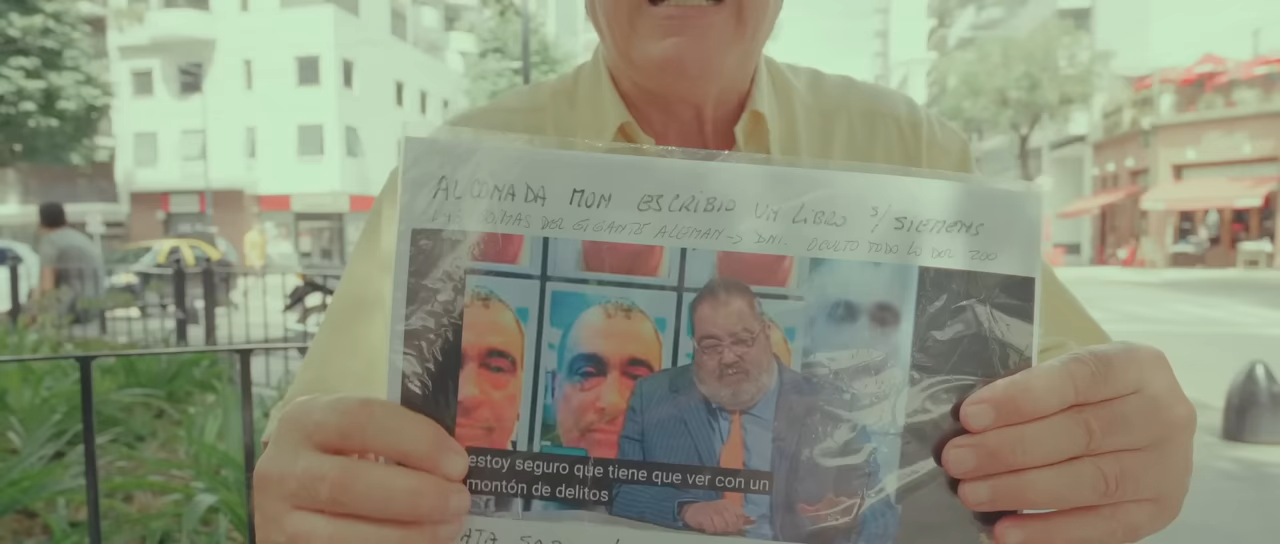 ALCONADA MON ESCRIBIO UN LIBRO S/ SIEMENS
DEL GIGANTE ALEMAN -> DNI. OCULTO TODO LO DEL
estoy seguro que tiene que ver con un
montón de delitos